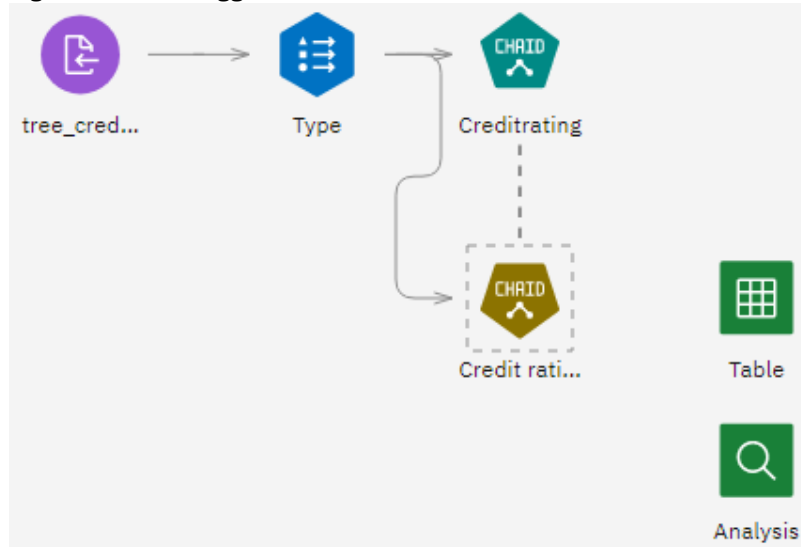 CHAID
tree_cred...
Type
Creditrating
CHAID
Credit rati...
Table
Analysis